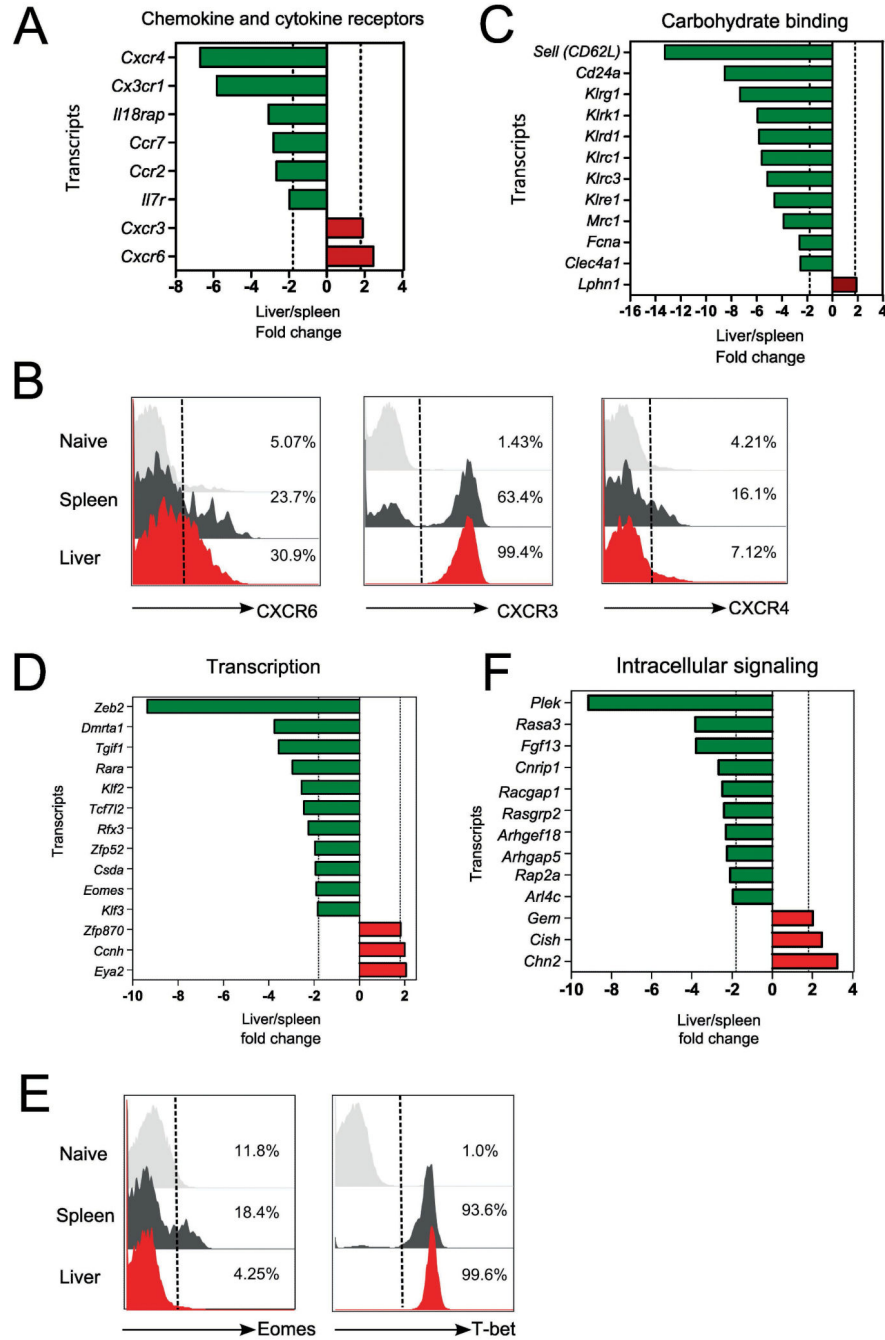 A
Chemokine and cytokine receptors
Transcripts
Cxcr4
Cx3cr1
Il18rap
Ccr7
Ccr2
Il7r
Cxcr3
Cxcr6
-8 -6 -4 -2 0 2 4
Liver/spleen
Fold change
C
Carbohydrate binding
Transcripts
Sell (CD62L)
Cd24a
Klrg1
Klrk1
Klrd1
Klrc1
Klrc3
Klre1
Mrc1
Fcna
Clec4a1
Lphn1
-16 -14 -12 -10 -8 -6 -4 -2 0 2 4
Liver/spleen
Fold change
B
Naive
Spleen
Liver
5.07%
23.7%
30.9%
CXCR6
1.43%
63.4%
99.4%
CXCR3
4.21%
16.1%
7.12%
CXCR4
D
Transcription
Transcripts
Zeb2
Dmrta1
Tgif1
Rara
Klf2
Tcf7l2
Rfx3
Zfp52
Csda
Eomes
Klf3
Zfp870
Ccnh
Eya2
-10 -8 -6 -4 -2 0 2
Liver/spleen
fold change
F
Intracellular signaling
Transcripts
Plek
Rasa3
Fgf13
Cnrip1
Racgap1
Rasgrp2
Arhgef18
Arhgap5
Rap2a
Arl4c
Gem
Cish
Chn2
-10 -8 -6 -4 -2 0 2 4
Liver/spleen
fold change
E
Naive
Spleen
Liver
11.8%
18.4%
4.25%
Eomes
1.0%
93.6%
99.6%
T-bet